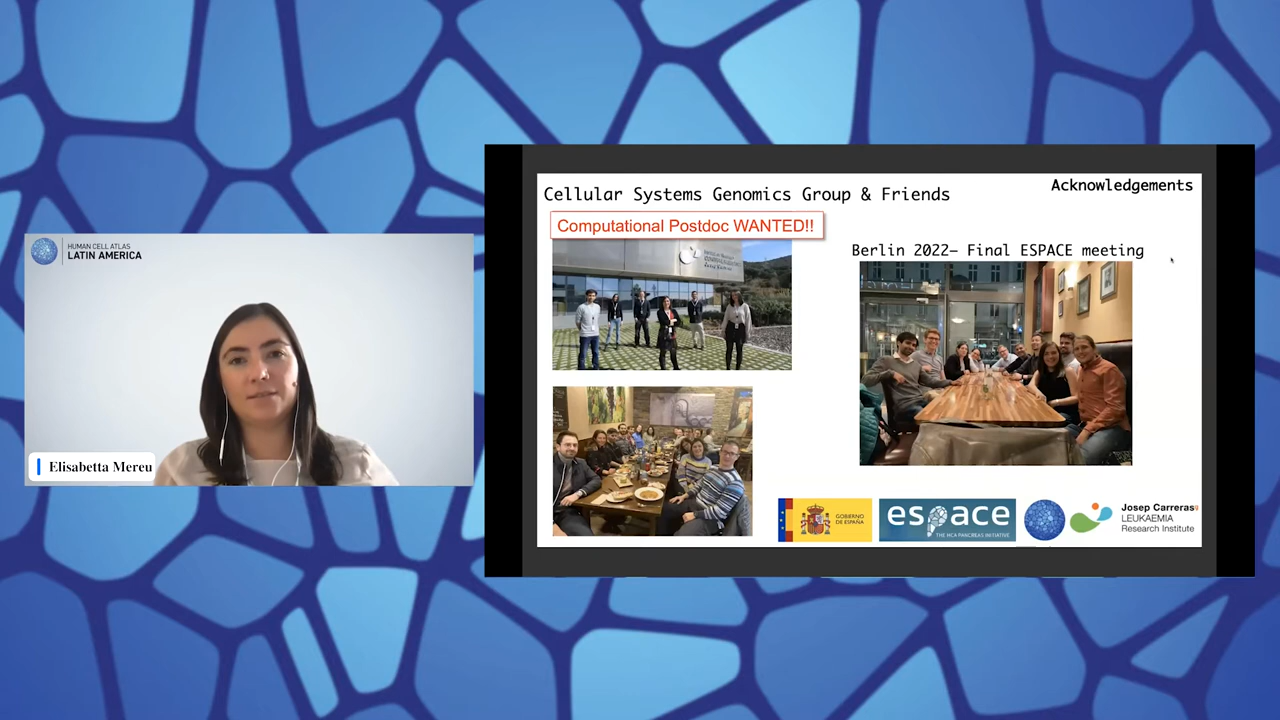 HUMAN CELL ATLAS
LATIN AMERICA
Elisabetta Mereu
Acknowledgements
Cellular Systems Genomics Group & Friends
Computational Postdoc WANTED!!
Berlin 2022– Final ESPACE meeting
GOBIERNO
DE ESPAÑA
espace
THE HCA PANCREAS INITIATIVE
Josep Carreras
LEUKAEMIA
Research Institute